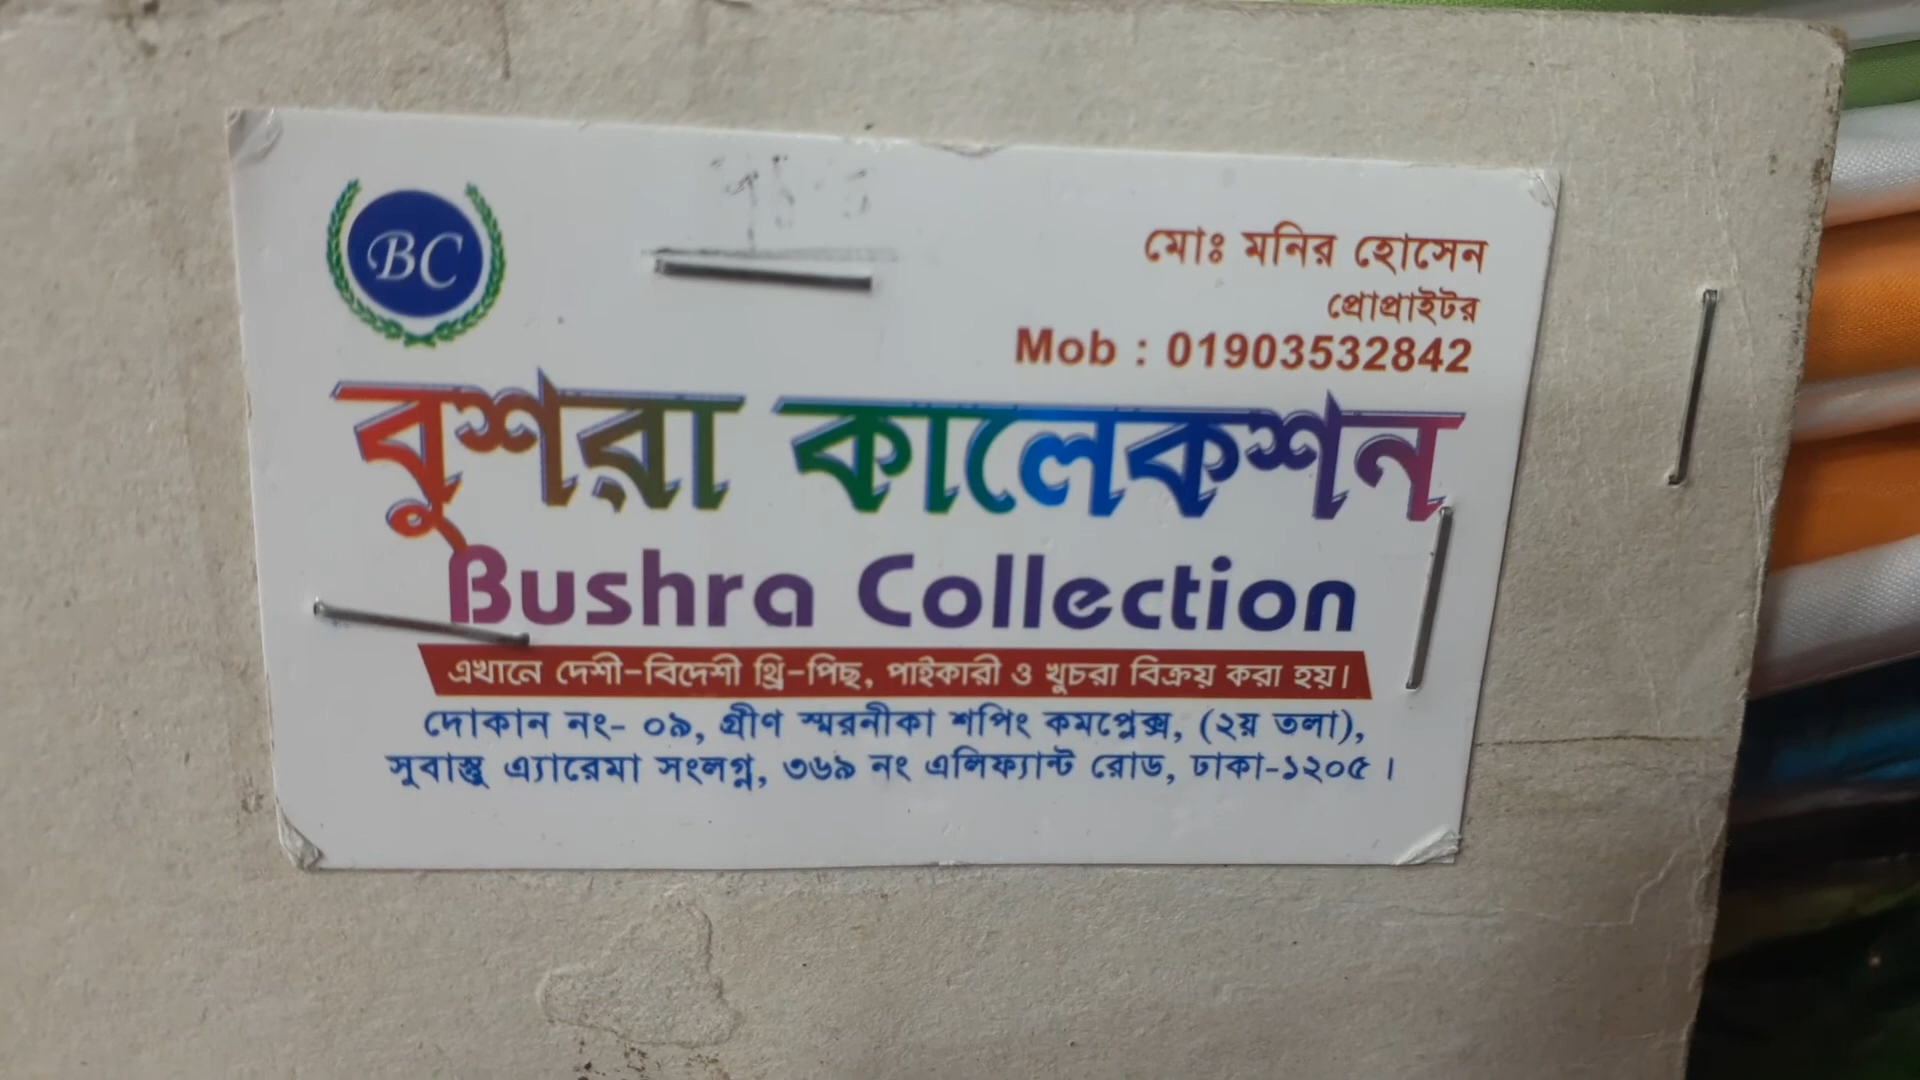 BC
মোঃ মনির হোসেন
প্রোপ্রাইটর
Mob : 01903532842
বুশরা কালেকশন
Bushra Collection
এখানে দেশী-বিদেশী থ্রি-পিছ, পাইকারী ও খুচরা বিক্রয় করা হয়।
দোকান নং- ০৯, গ্রীণ স্মরনীকা শপিং কমপ্লেক্স, (২য় তলা),
সুবাস্তু এ্যারেমা সংলগ্ন, ৩৬৯ নং এলিফ্যান্ট রোড, ঢাকা-১২০৫ ।